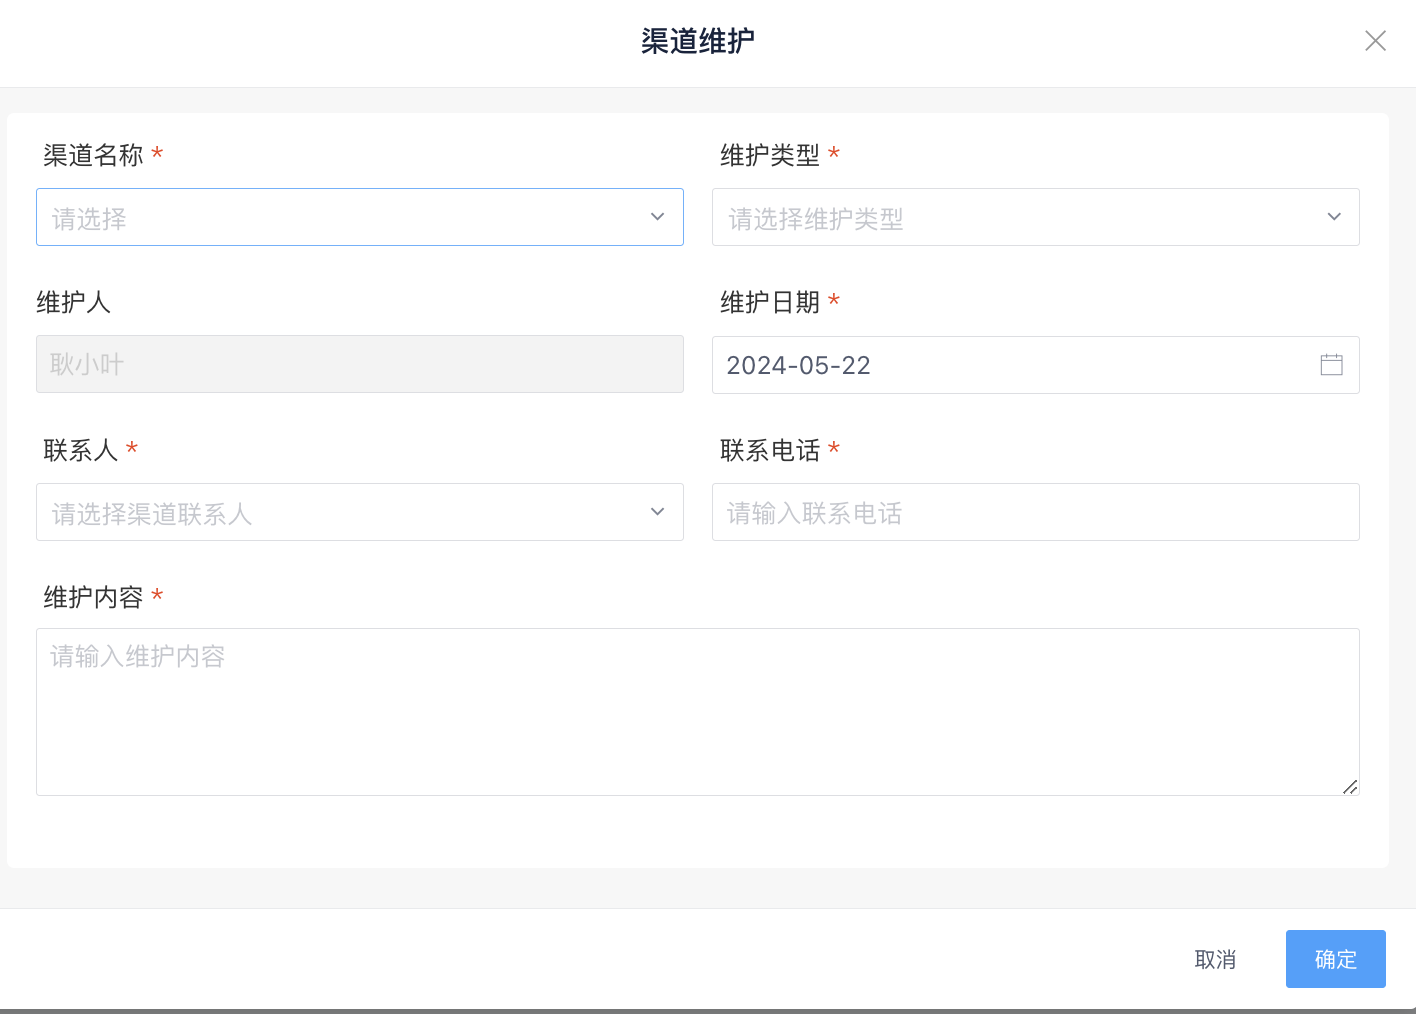 渠道维护
渠道名称 *
维护类型 *
请选择
请选择维护类型
维护人
维护日期 *
耿小叶
2024-05-22
联系人 *
联系电话 *
请选择渠道联系人
请输入联系电话
维护内容 *
请输入维护内容
取消
确定